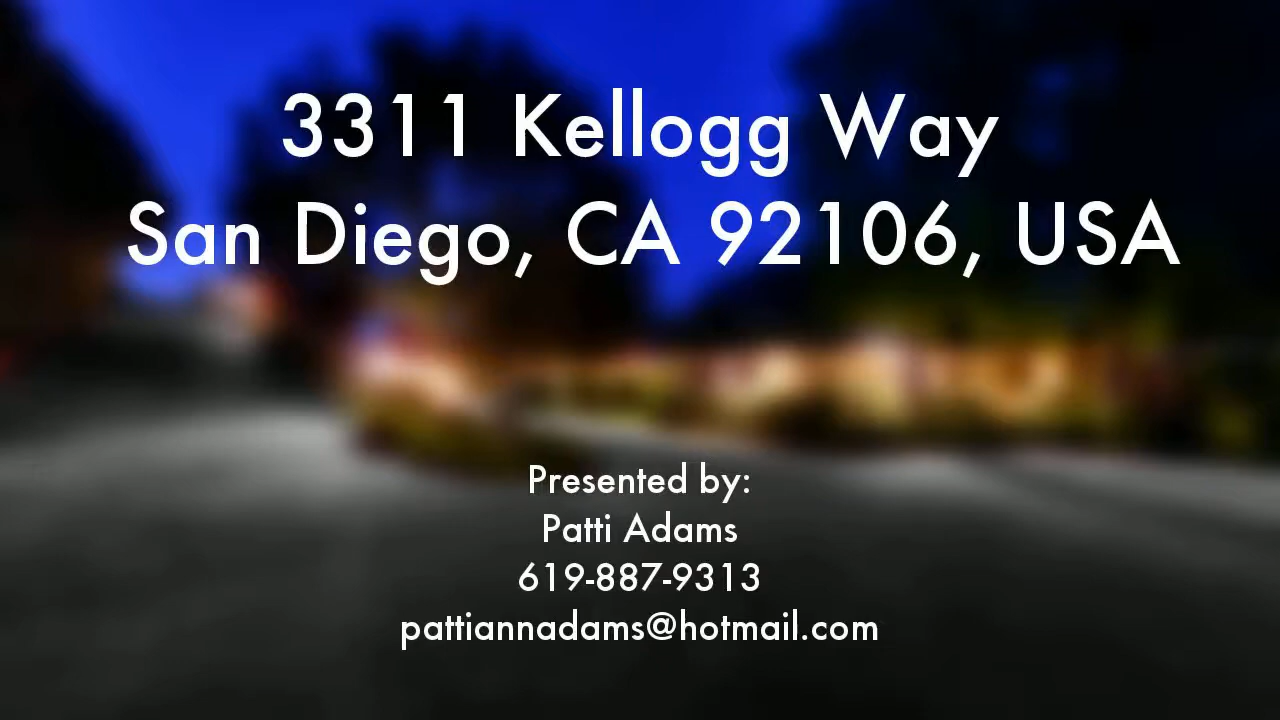 3311 Kellogg Way
San Diego, CA 92106, USA
Presented by:
Patti Adams
619-887-9313
pattiannadams@hotmail.com